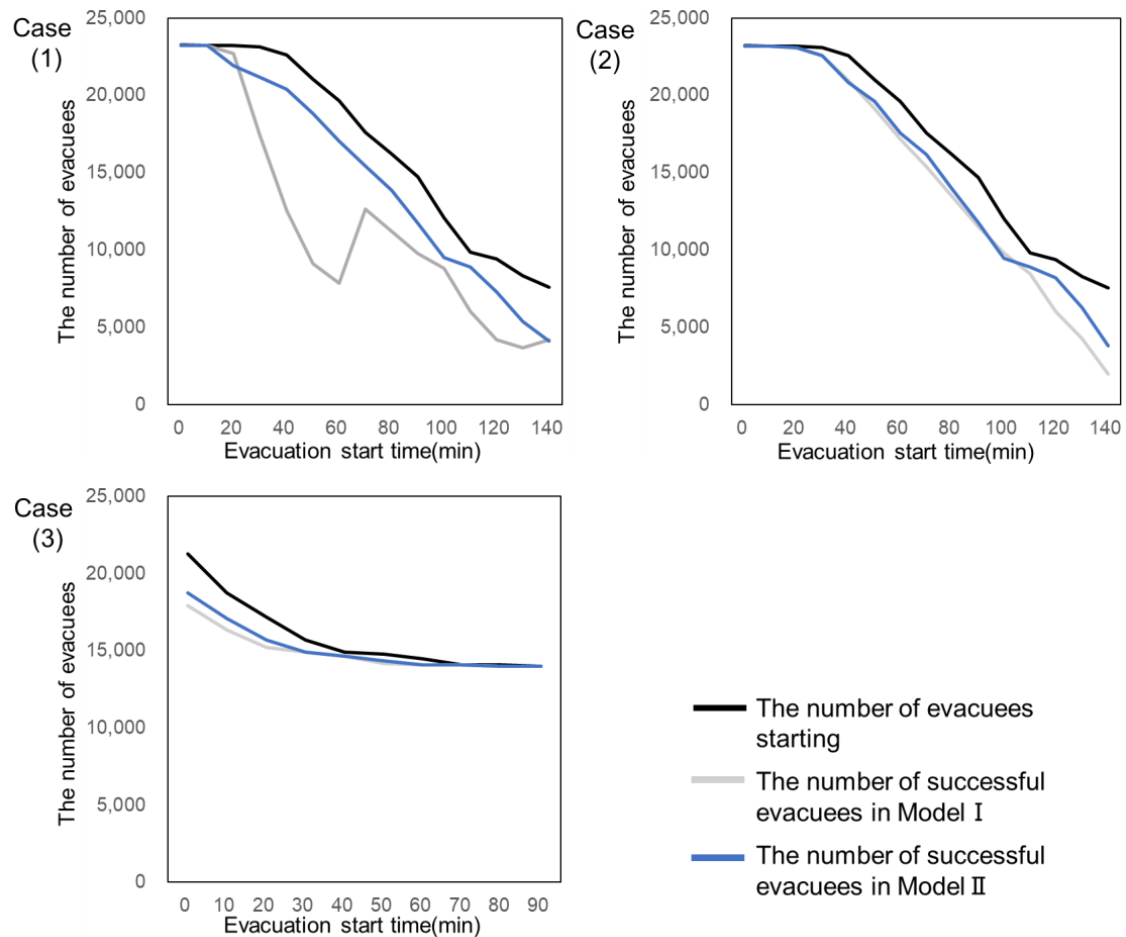 Case
(1)
The number of evacuees
25,000
20,000
15,000
10,000
5,000
0
0 20 40 60 80 100 120 140
Evacuation start time(min)
Case
(2)
The number of evacuees
25,000
20,000
15,000
10,000
5,000
0
0 20 40 60 80 100 120 140
Evacuation start time(min)
Case
(3)
The number of evacuees
25,000
20,000
15,000
10,000
5,000
0
0 10 20 30 40 50 60 70 80 90
Evacuation start time(min)
The number of evacuees
starting
The number of successful
evacuees in Model Ⅰ
The number of successful
evacuees in Model Ⅱ